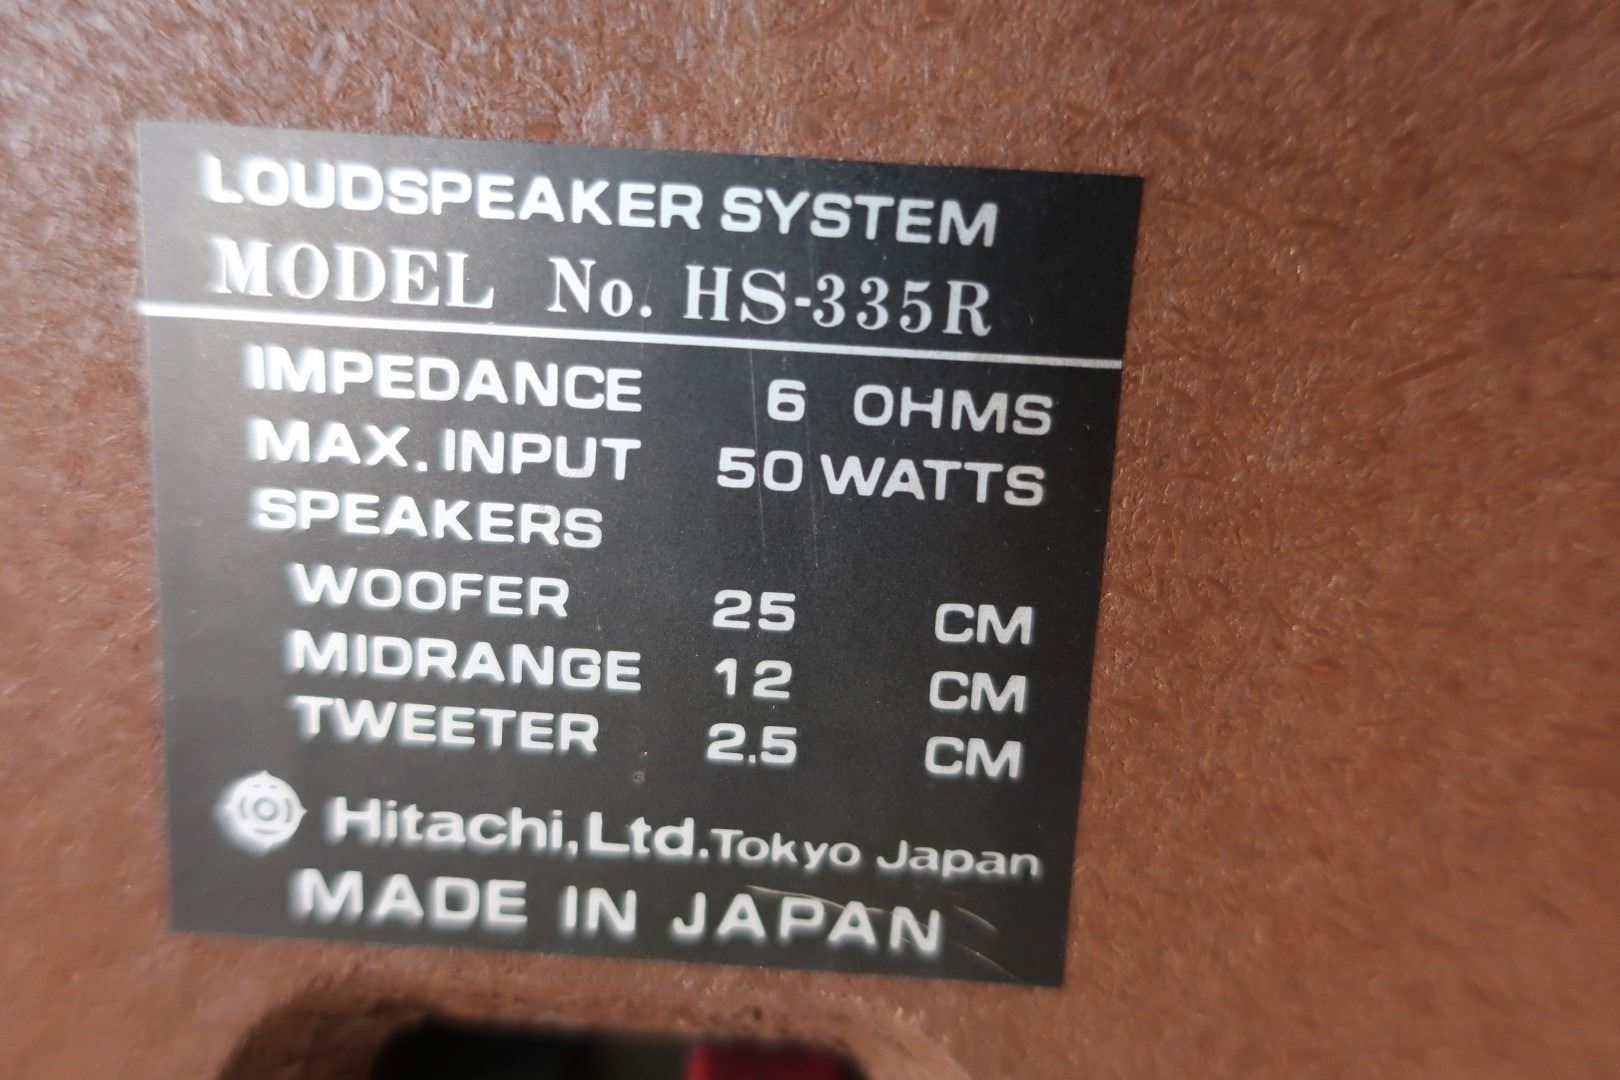 LOUDSPEAKER SYSTEM
MODEL No. HS-335R
IMPEDANCE 6 OHMS
MAX. INPUT 50 WATTS
SPEAKERS
WOOFER 25 CM
MIDRANGE 12 CM
TWEETER 2.5 CM
Hitachi, Ltd. Tokyo Japan
MADE IN JAPAN